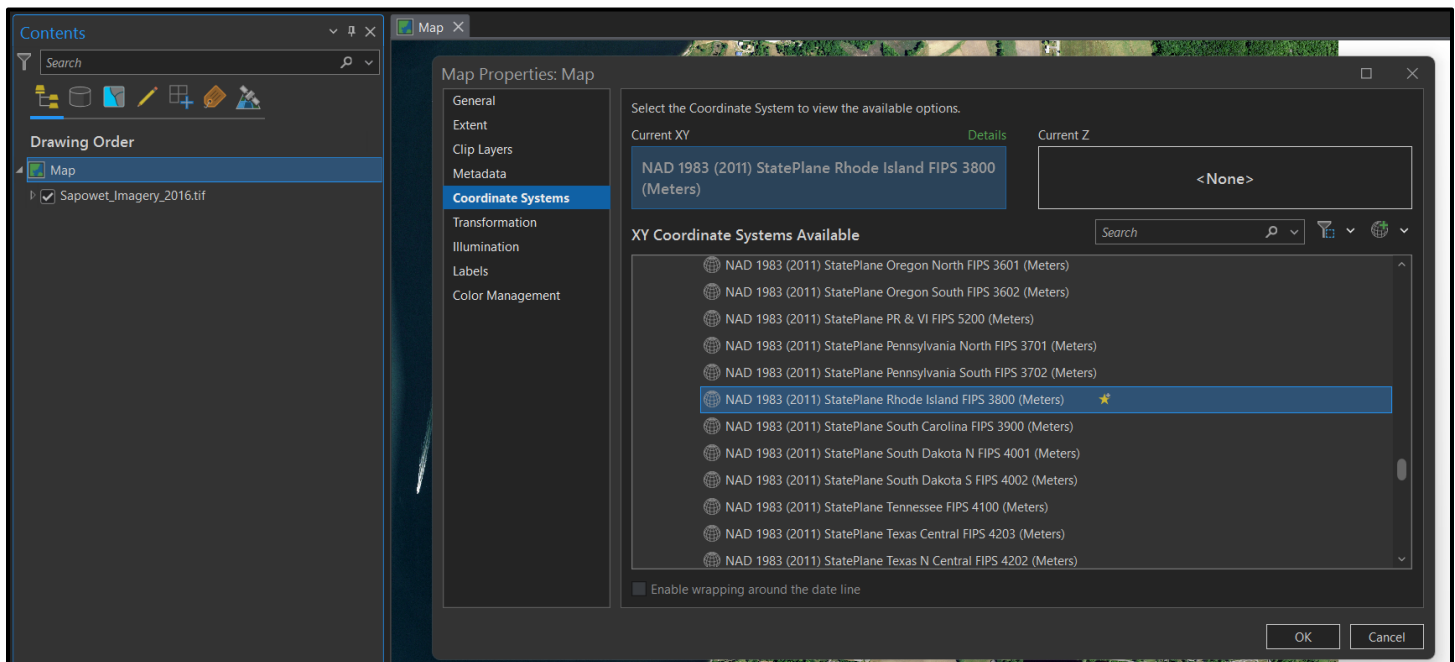 Contents
Search
Drawing Order
Map
Sapowet_Imagery_2016.tif
Map
Map Properties: Map
General
Extent
Clip Layers
Metadata
Coordinate Systems
Transformation
Illumination
Labels
Color Management
Select the Coordinate System to view the available options.
Current XY
Details
Current Z
NAD 1983 (2011) StatePlane Rhode Island FIPS 3800
(Meters)
<None>
XY Coordinate Systems Available
Search
NAD 1983 (2011) StatePlane Oregon North FIPS 3601 (Meters)
NAD 1983 (2011) StatePlane Oregon South FIPS 3602 (Meters)
NAD 1983 (2011) StatePlane PR & VI FIPS 5200 (Meters)
NAD 1983 (2011) StatePlane Pennsylvania North FIPS 3701 (Meters)
NAD 1983 (2011) StatePlane Pennsylvania South FIPS 3702 (Meters)
NAD 1983 (2011) StatePlane Rhode Island FIPS 3800 (Meters)
NAD 1983 (2011) StatePlane South Carolina FIPS 3900 (Meters)
NAD 1983 (2011) StatePlane South Dakota N FIPS 4001 (Meters)
NAD 1983 (2011) StatePlane South Dakota S FIPS 4002 (Meters)
NAD 1983 (2011) StatePlane Tennessee FIPS 4100 (Meters)
NAD 1983 (2011) StatePlane Texas Central FIPS 4203 (Meters)
NAD 1983 (2011) StatePlane Texas N Central FIPS 4202 (Meters)
Enable wrapping around the date line
OK
Cancel